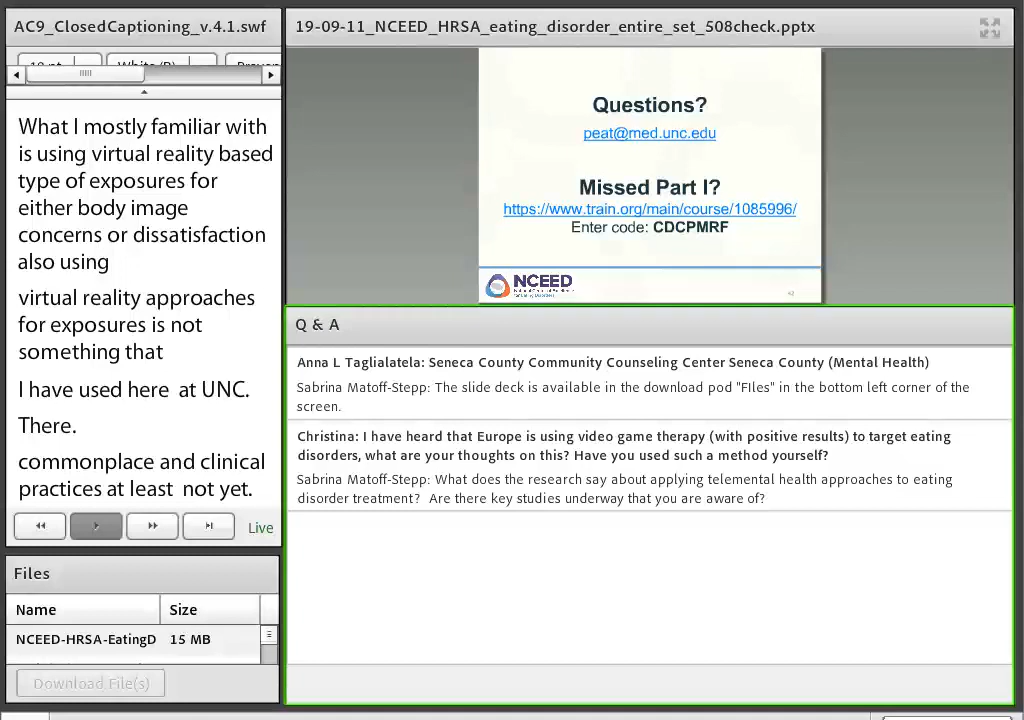 AC9_ClosedCaptioning_v.4.1.swf
What I mostly familiar with
is using virtual reality based
type of exposures for
either body image
concerns or dissatisfaction
also using
virtual reality approaches
for exposures is not
something that
I have used here at UNC.
There.
commonplace and clinical
practices at least not yet.
Live
Files
Name Size
NCEED-HRSA-EatingD 15 MB
Download File(s)
19-09-11_NCEED_HRSA_eating_disorder_entire_set_508check.pptx
Questions?
peat@med.unc.edu
Missed Part I?
https://www.train.org/main/course/1085996/
Enter code: CDCPMRF
NCEED
Q & A
Anna L Taglialatela: Seneca County Community Counseling Center Seneca County (Mental Health)
Sabrina Matoff-Stepp: The slide deck is available in the download pod "FIles" in the bottom left corner of the
screen.
Christina: I have heard that Europe is using video game therapy (with positive results) to target eating
disorders, what are your thoughts on this? Have you used such a method yourself?
Sabrina Matoff-Stepp: What does the research say about applying telemental health approaches to eating
disorder treatment? Are there key studies underway that you are aware of?